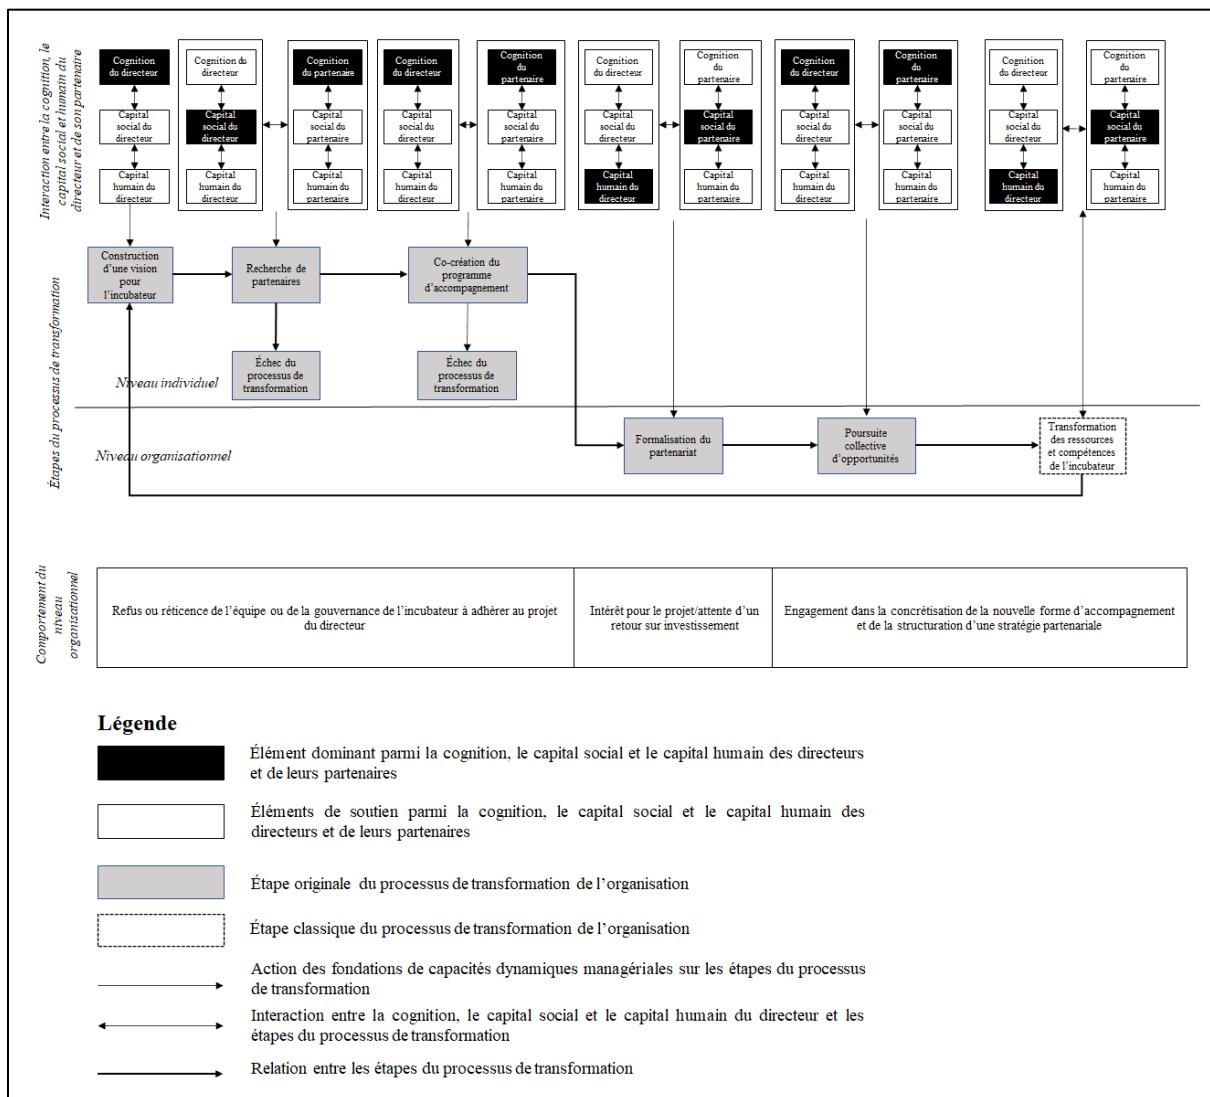 Interaction entre la cognition, le
capital social et humain du
directeur et de son partenaire
Cognition
du directeur
Capital
social du
directeur
Capital
humain du
directeur
Cognition du
directeur
Capital
social du
directeur
Capital
humain du
directeur
Cognition
du partenaire
Capital
social du
partenaire
Capital
humain du
partenaire
Cognition
du directeur
Capital
social du
directeur
Capital
humain du
directeur
Cognition
du
partenaire
Capital
social du
partenaire
Capital
humain du
partenaire
Cognition
du directeur
Capital
social du
directeur
Capital
humain du
directeur
Cognition
du
partenaire
Capital
social du
partenaire
Capital
humain du
partenaire
Cognition
du directeur
Capital
social du
directeur
Capital
humain du
directeur
Cognition
du
partenaire
Capital
social du
partenaire
Capital
humain du
partenaire
Cognition
du directeur
Capital
social du
directeur
Capital
humain du
directeur
Cognition
du
partenaire
Capital
social du
partenaire
Capital
humain du
partenaire
Étapes du processus de transformation
Construction
d'une vision
pour
l'incubateur
Recherche de
partenaires
Co-création du
programme
d'accompagnement
Échec du
processus de
transformation
Échec du
processus de
transformation
Niveau individuel
Niveau organisationnel
Formalisation du
partenariat
Poursuite
collective
d'opportunités
Transformation
des ressources
et compétences
de l'incubateur
Comportement du
niveau
organisationnel
Refus ou réticence de l'équipe ou de la gouvernance de l'incubateur à adhérer au projet
du directeur
Intérêt pour le projet/attente d'un
retour sur investissement
Engagement dans la concrétisation de la nouvelle forme d'accompagnement
et de la structuration d'une stratégie partenariale
Légende
Élément dominant parmi la cognition, le capital social et le capital humain des directeurs
et de leurs partenaires
Éléments de soutien parmi la cognition, le capital social et le capital humain des
directeurs et de leurs partenaires
Étape originale du processus de transformation de l'organisation
Étape classique du processus de transformation de l'organisation
Action des fondations de capacités dynamiques managériales sur les étapes du processus
de transformation
Interaction entre la cognition, le capital social et le capital humain du directeur et les
étapes du processus de transformation
Relation entre les étapes du processus de transformation